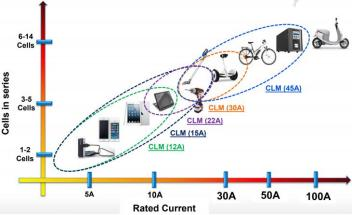 6-14
Cells
Cells in series
3-5
Cells
1-2
Cells
CLM (45A)
CLM (30A)
CLM (22A)
CLM (15A)
CLM (12A)
5A
10A
30A
50A
100A
Rated Current